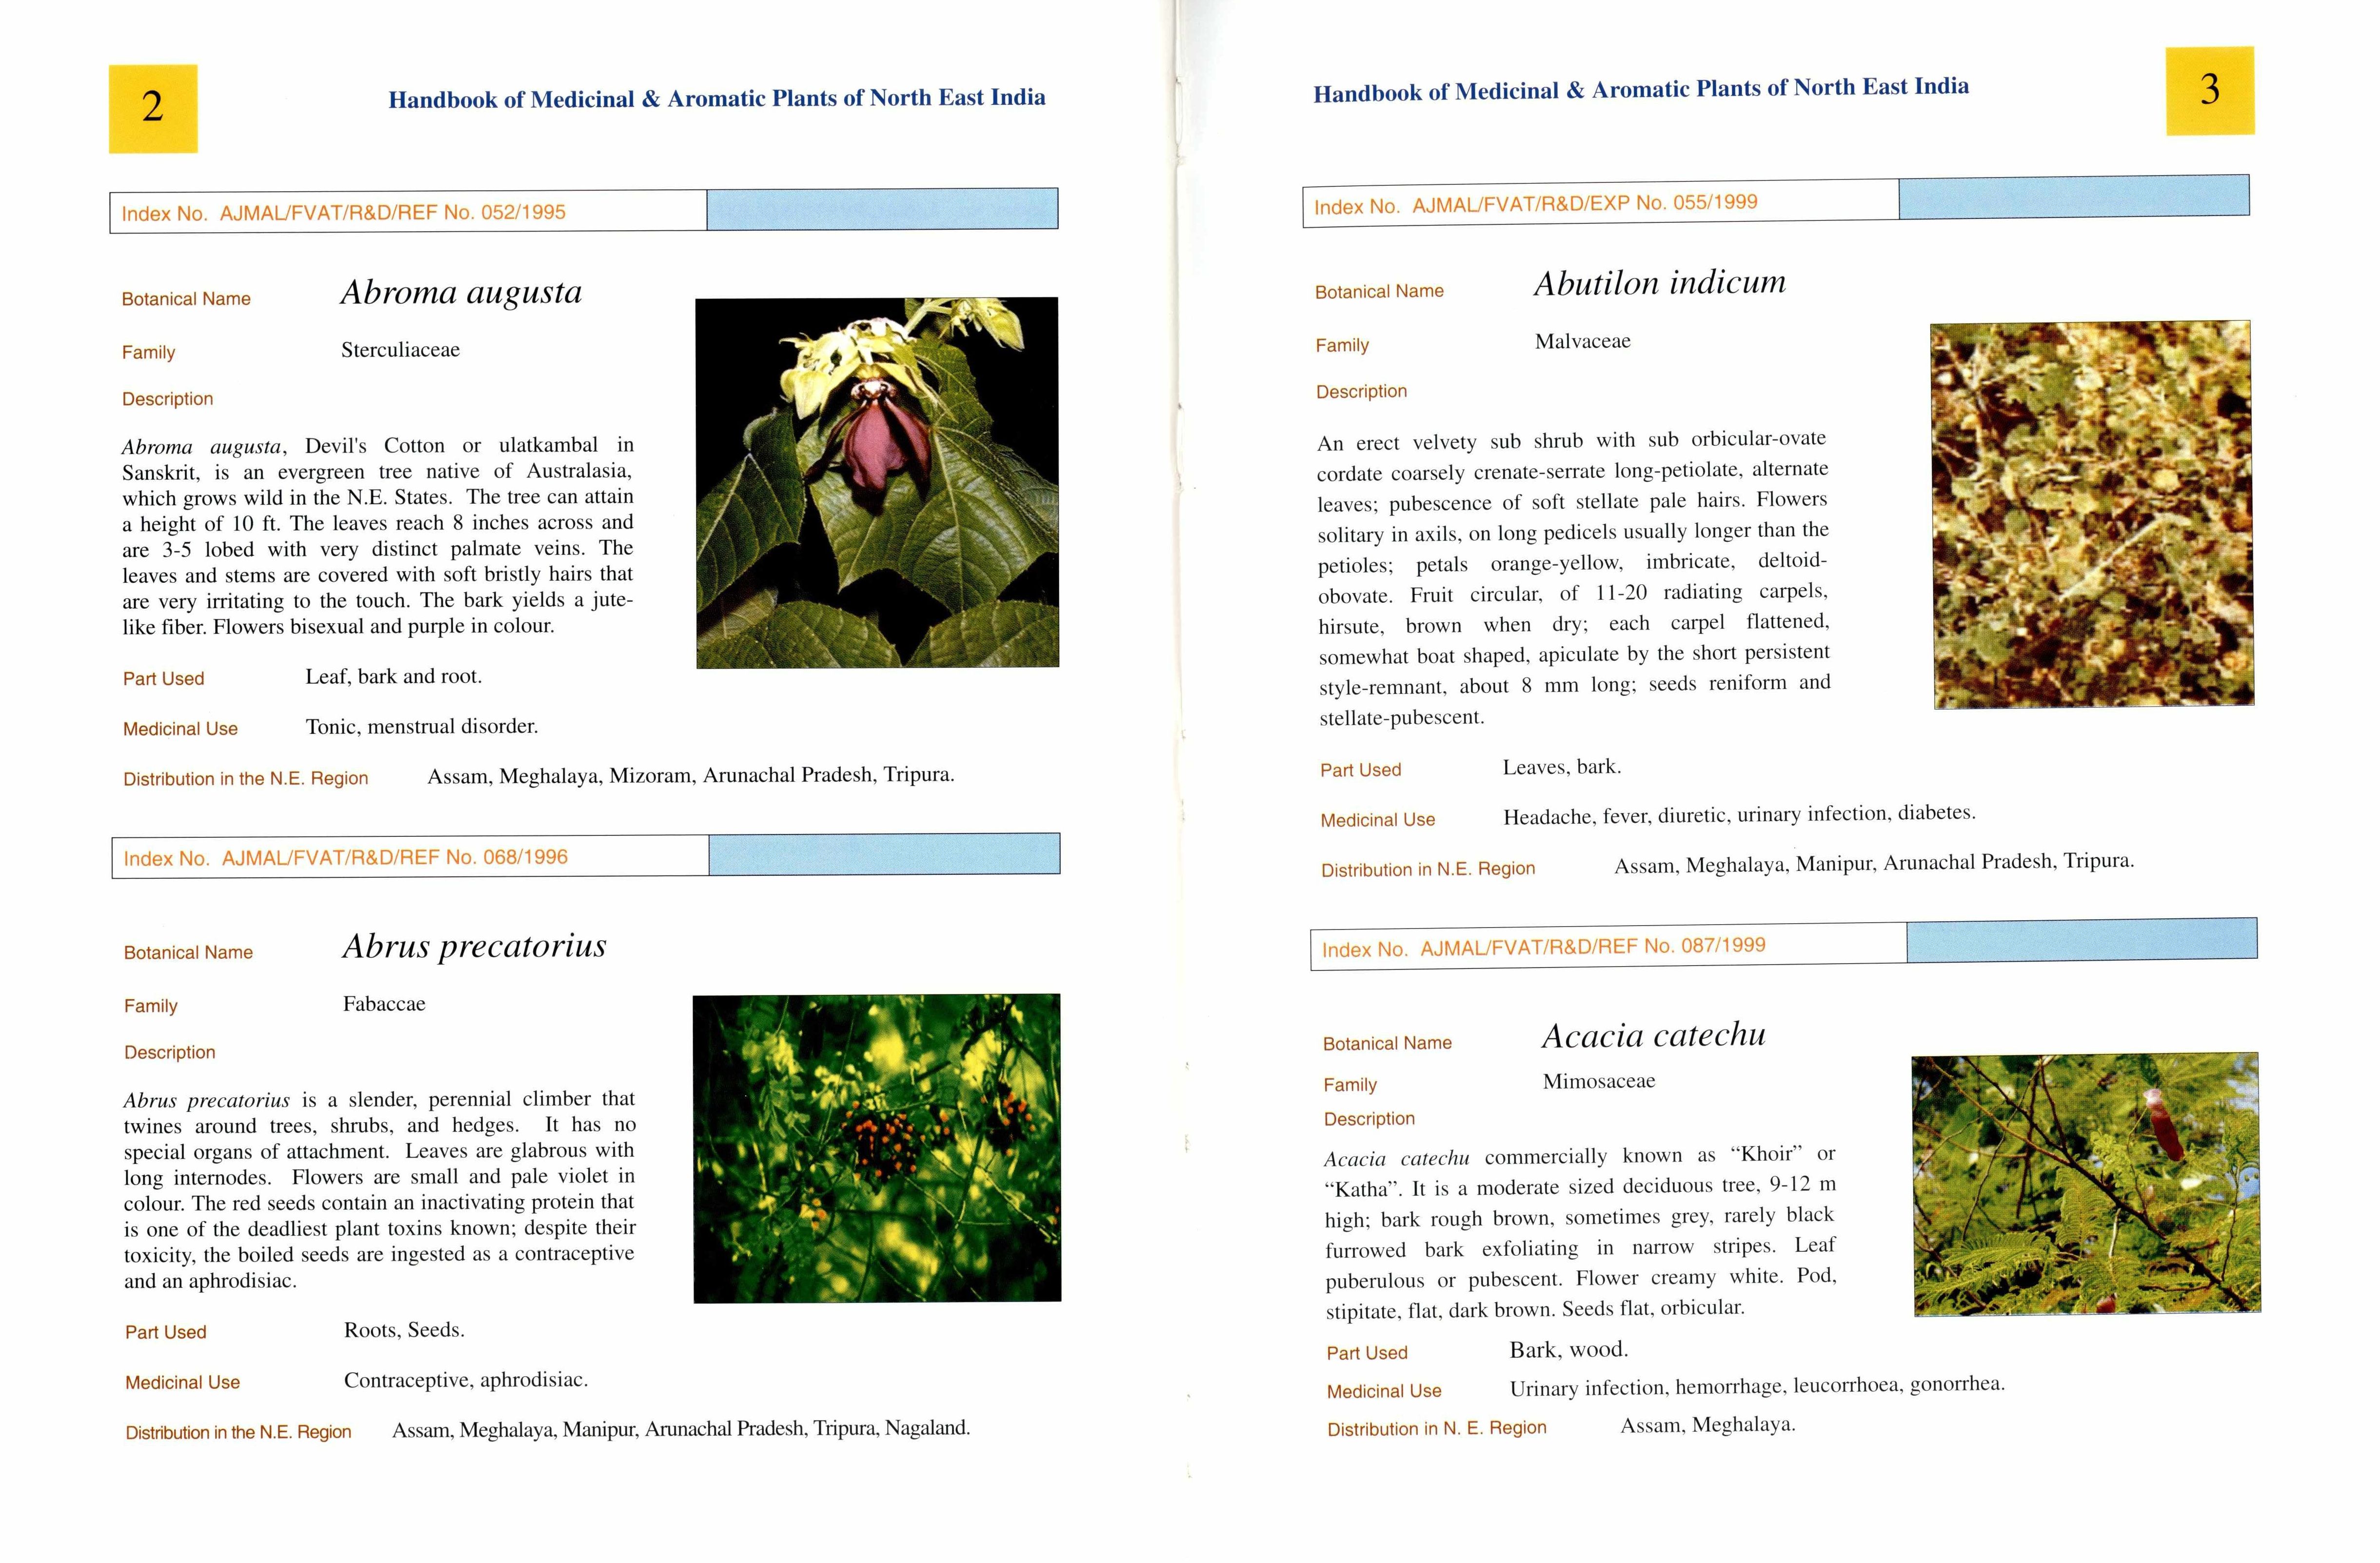 2
Handbook of Medicinal & Aromatic Plants of North East India
Index No. AJMAL/FVAT/R&D/REF No. 052/1995
Botanical Name Abroma augusta
Family Sterculiaceae
Description
Abroma augusta, Devil's Cotton or ulatkambal in
Sanskrit, is an evergreen tree native of Australasia,
which grows wild in the N.E. States. The tree can attain
a height of 10 ft. The leaves reach 8 inches across and
are 3-5 lobed with very distinct palmate veins. The
leaves and stems are covered with soft bristly hairs that
are very irritating to the touch. The bark yields a jute-
like fiber. Flowers bisexual and purple in colour.
Part Used Leaf, bark and root.
Medicinal Use Tonic, menstrual disorder.
Distribution in the N.E. Region Assam, Meghalaya, Mizoram, Arunachal Pradesh, Tripura.
Index No. AJMAL/FVAT/R&D/REF No. 068/1996
Botanical Name Abrus precatorius
Family Fabaccae
Description
Abrus precatorius is a slender, perennial climber that
twines around trees, shrubs, and hedges. It has no
special organs of attachment. Leaves are glabrous with
long internodes. Flowers are small and pale violet in
colour. The red seeds contain an inactivating protein that
is one of the deadliest plant toxins known; despite their
toxicity, the boiled seeds are ingested as a contraceptive
and an aphrodisiac.
Part Used Roots, Seeds.
Medicinal Use Contraceptive, aphrodisiac.
Distribution in the N.E. Region Assam, Meghalaya, Manipur, Arunachal Pradesh, Tripura, Nagaland.
Handbook of Medicinal & Aromatic Plants of North East India
3
Index No. AJMAL/FVAT/R&D/EXP No. 055/1999
Botanical Name Abutilon indicum
Family Malvaceae
Description
An erect velvety sub shrub with sub orbicular-ovate
cordate coarsely crenate-serrate long-petiolate, alternate
leaves; pubescence of soft stellate pale hairs. Flowers
solitary in axils, on long pedicels usually longer than the
petioles; petals orange-yellow, imbricate, deltoid-
obovate. Fruit circular, of 11-20 radiating carpels,
hirsute, brown when dry; each carpel flattened,
somewhat boat shaped, apiculate by the short persistent
style-remnant, about 8 mm long; seeds reniform and
stellate-pubescent.
Part Used Leaves, bark.
Medicinal Use Headache, fever, diuretic, urinary infection, diabetes.
Distribution in N.E. Region Assam, Meghalaya, Manipur, Arunachal Pradesh, Tripura.
Index No. AJMAL/FVAT/R&D/REF No. 087/1999
Botanical Name Acacia catechu
Family Mimosaceae
Description
Acacia catechu commercially known as “Khoir” or
“Katha”. It is a moderate sized deciduous tree, 9-12 m
high; bark rough brown, sometimes grey, rarely black
furrowed bark exfoliating in narrow stripes. Leaf
puberulous or pubescent. Flower creamy white. Pod,
stipitate, flat, dark brown. Seeds flat, orbicular.
Part Used Bark, wood.
Medicinal Use Urinary infection, hemorrhage, leucorrhoea, gonorrhea.
Distribution in N. E. Region Assam, Meghalaya.